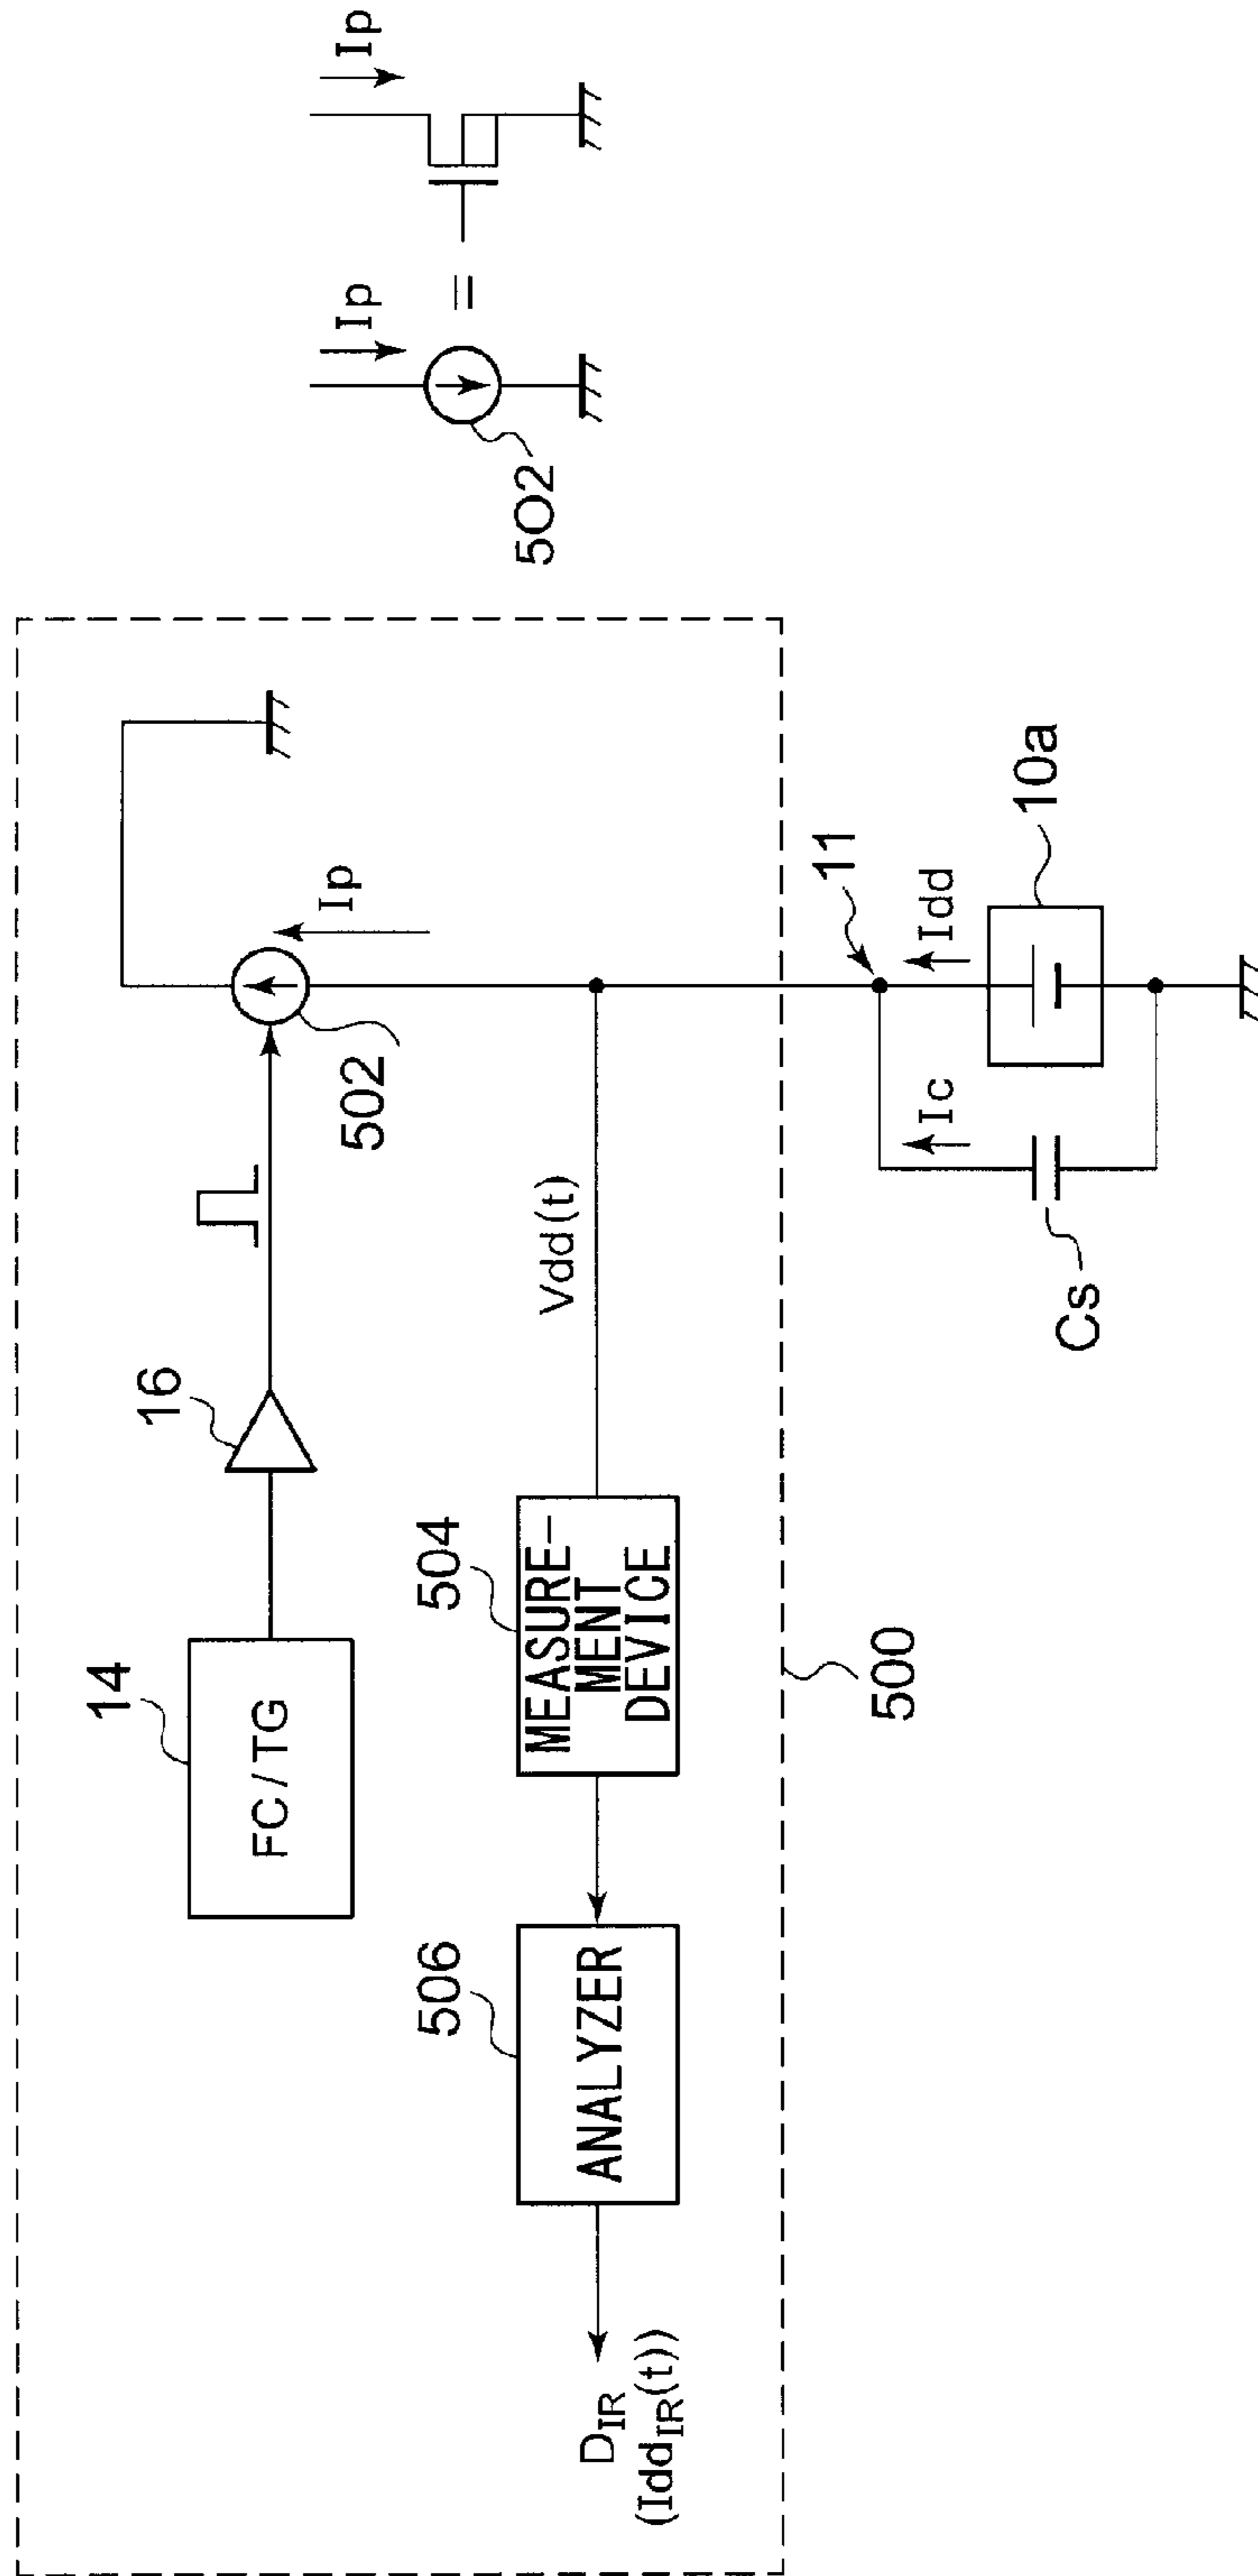 14
FC/TG
16
502
Ip
506
ANALYZER
504
MEASURE-
MENT
DEVICE
Vdd(t)
D_IR
(Idd_IR(t))
500
11
Ic
Idd
Cs
10a
502
Ip
=
Ip